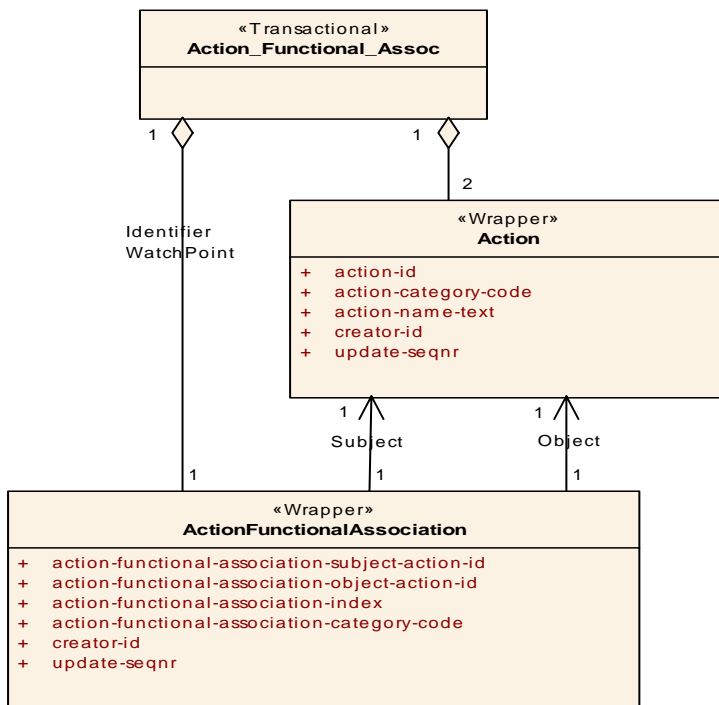 «Transactional»
Action_Functional_Assoc
1
1
2
Identifier
WatchPoint
«Wrapper»
Action
+ action-id
+ action-category-code
+ action-name-text
+ creator-id
+ update-seqnr
1
1
Subject
Object
1
1
1
«Wrapper»
ActionFunctionalAssociation
+ action-functional-association-subject-action-id
+ action-functional-association-object-action-id
+ action-functional-association-index
+ action-functional-association-category-code
+ creator-id
+ update-seqnr